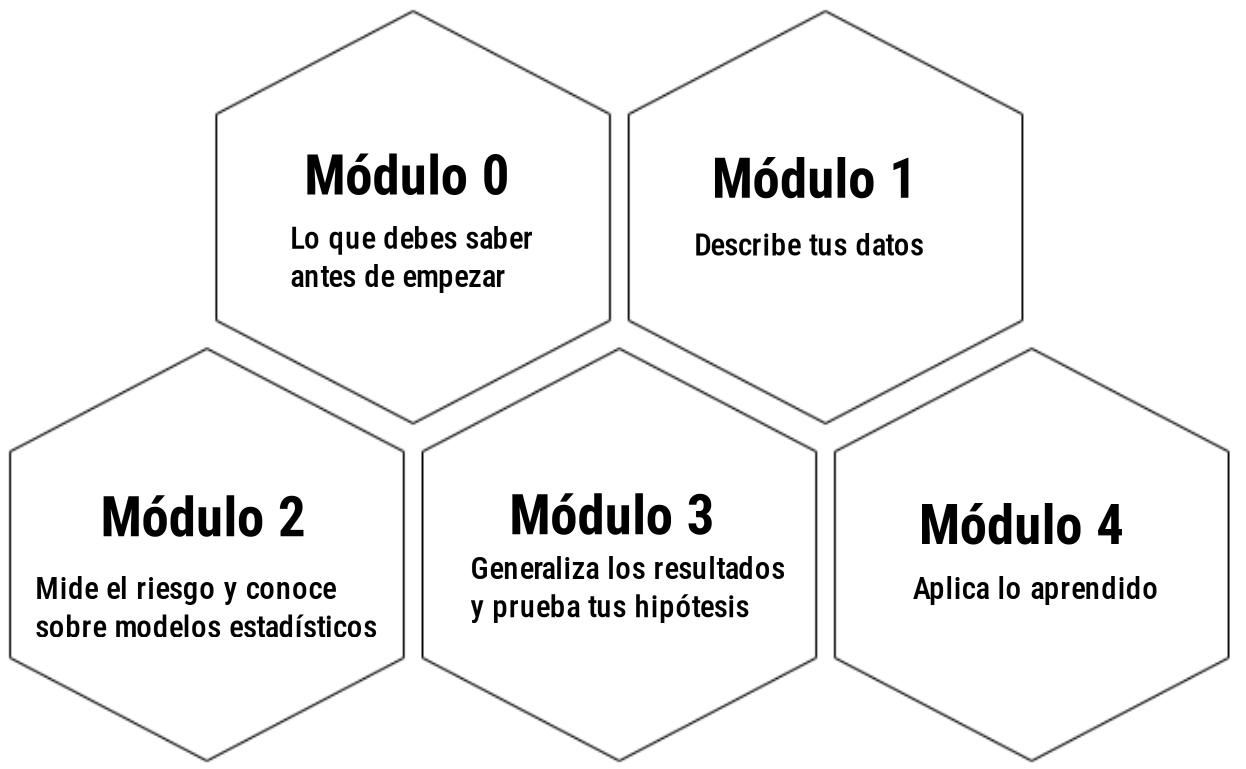 Módulo 0
Lo que debes saber
antes de empezar
Módulo 1
Describe tus datos
Módulo 2
Mide el riesgo y conoce
sobre modelos estadísticos
Módulo 3
Generaliza los resultados
y prueba tus hipótesis
Módulo 4
Aplica lo aprendido